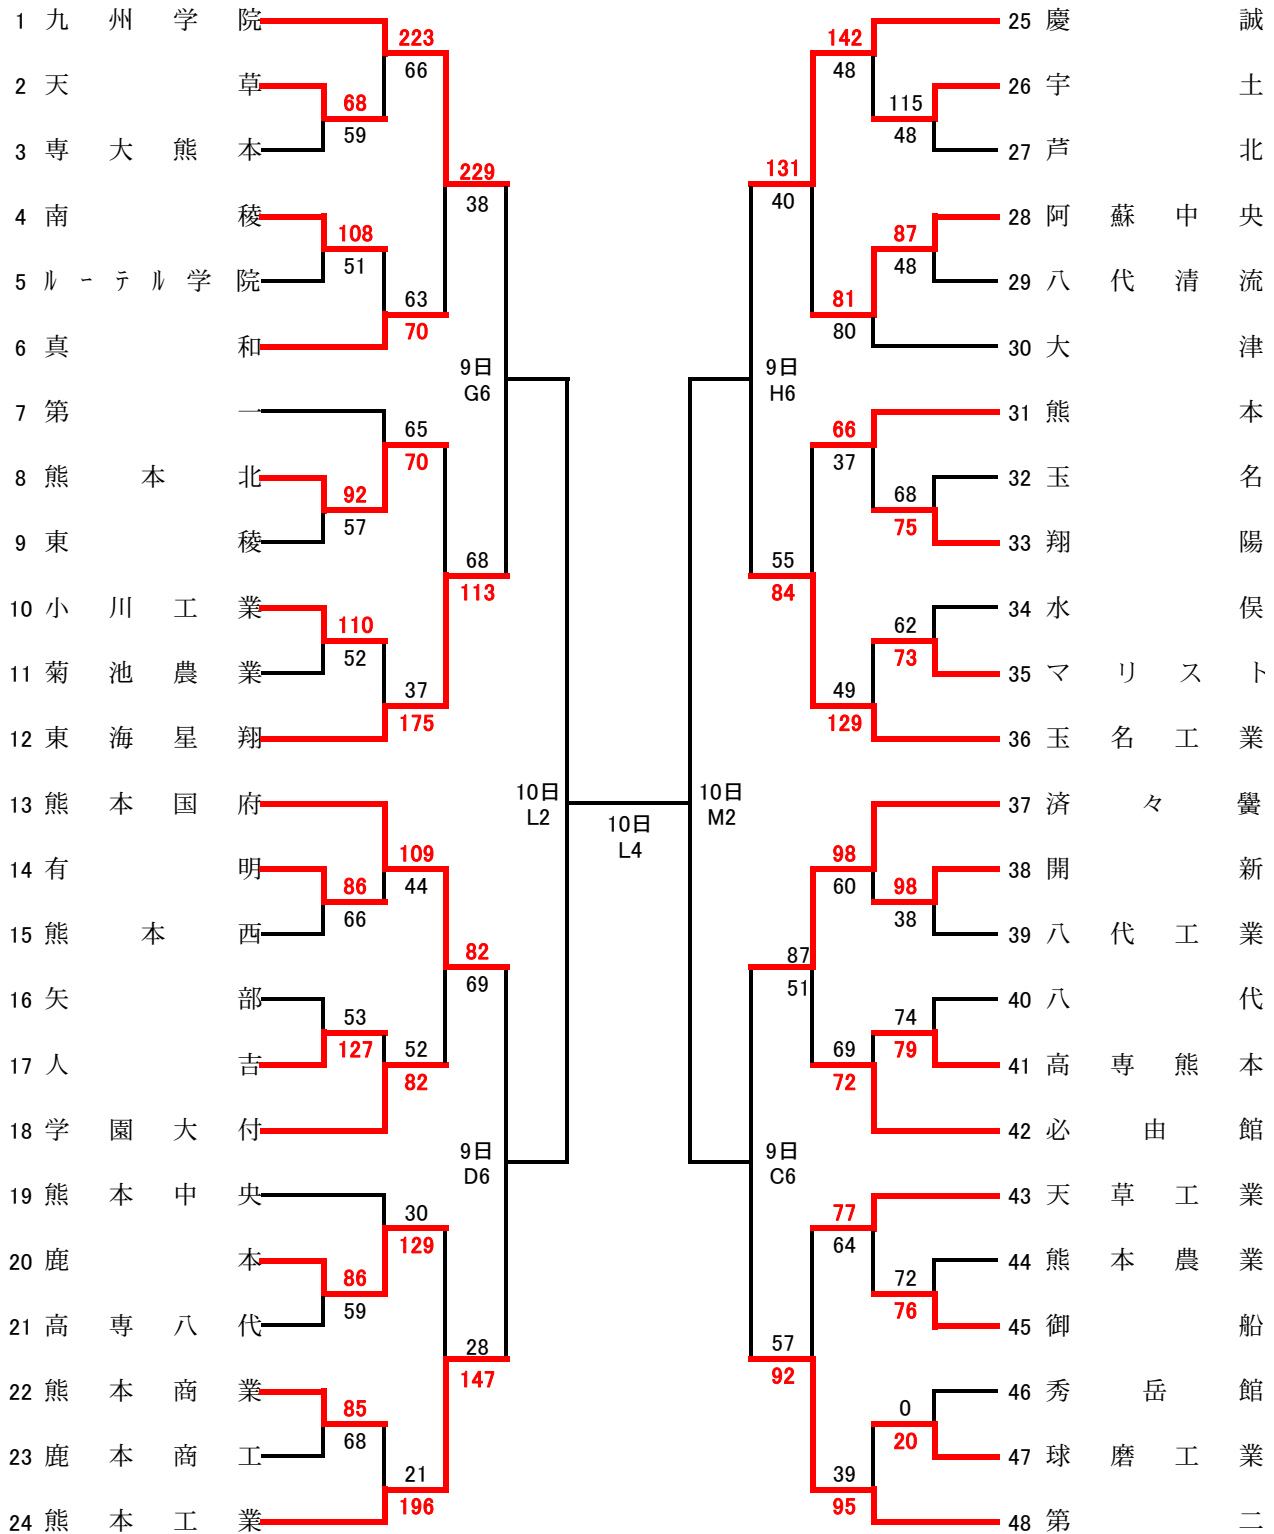 1 九州学院
2 天草
3 専大熊本
4 南稜
5 ﾙｰﾃﾙ学院
6 真和
7 第一
8 熊本北
9 東稜
10 小川工業
11 菊池農業
12 東海星翔
13 熊本国府
14 有明
15 熊本西
16 矢部
17 人吉
18 学園大付
19 熊本中央
20 鹿本
21 高専八代
22 熊本商業
23 鹿本商工
24 熊本工業
68
59
108
51
92
57
110
52
86
66
53
127
86
59
85
68
223
66
63
70
65
70
37
175
109
44
52
82
30
129
21
196
229
38
68
113
82
69
28
147
9日
G6
9日
D6
10日
L2
10日
L4
10日
M2
9日
H6
9日
C6
131
40
55
84
87
51
57
92
142
48
81
80
66
37
49
129
98
60
69
72
77
64
39
95
115
48
87
48
68
75
62
73
98
38
74
79
72
76
0
20
25 慶誠
26 宇土
27 芦北
28 阿蘇中央
29 八代清流
30 大津
31 熊本
32 玉名
33 翔陽
34 水俣
35 マリスト
36 玉名工業
37 済々黌
38 開新
39 八代工業
40 八代
41 高専熊本
42 必由館
43 天草工業
44 熊本農業
45 御船
46 秀岳館
47 球磨工業
48 第二